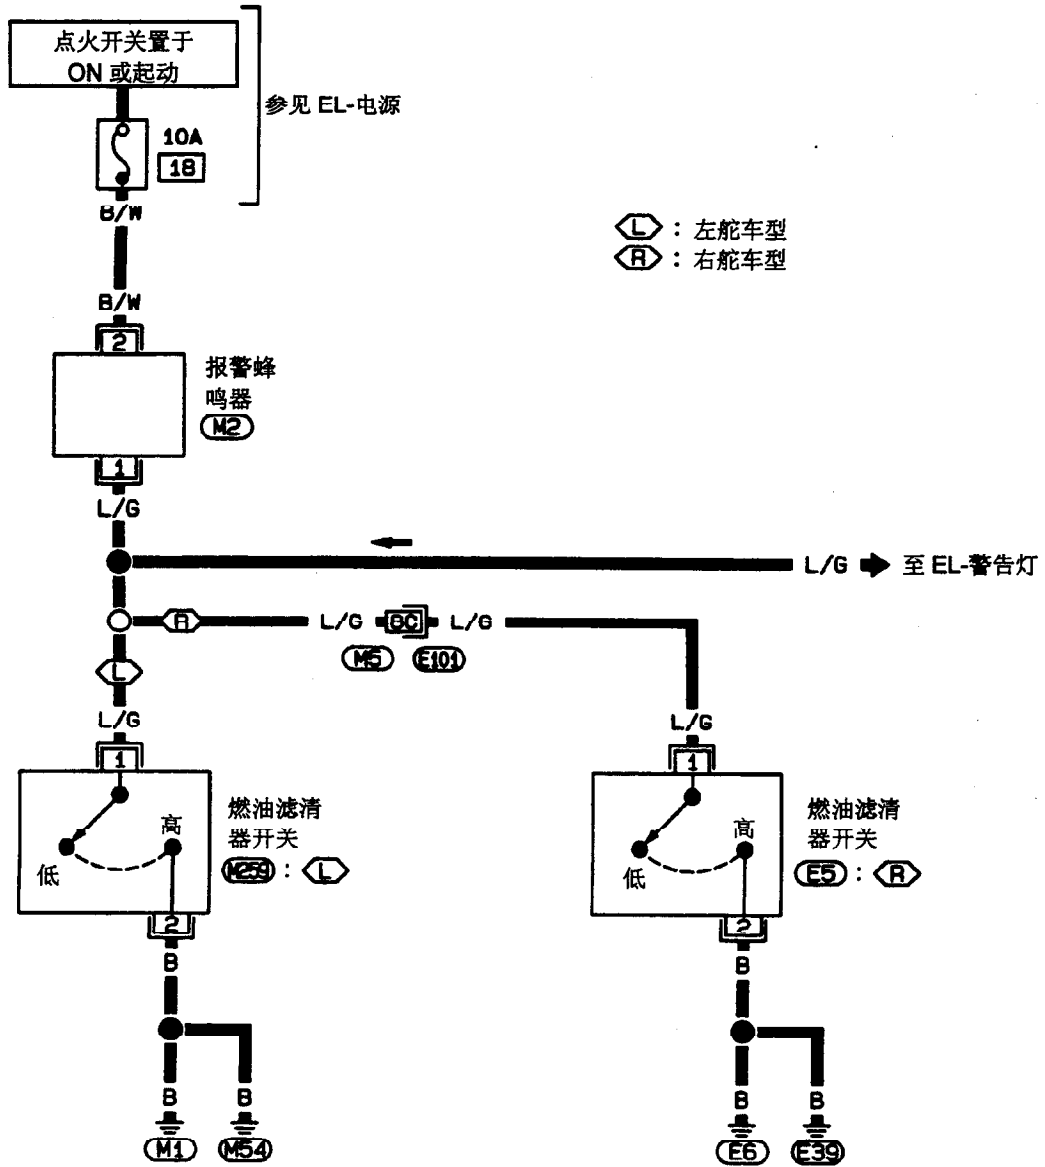 点火开关置于
ON 或起动
参见 EL-电源
10A
18
B/W
L : 左舵车型
R : 右舵车型
B/W
2
报警蜂
鸣器
M2
1
L/G
L/G 至 EL-警告灯
R L/G 8C L/G
M5 E101
L
L/G
L/G
1
1
燃油滤清
器开关
M259 : L
高
低
燃油滤清
器开关
E5 : R
高
低
2
2
B
B
B
B
B
B
M1
M54
E6
E39